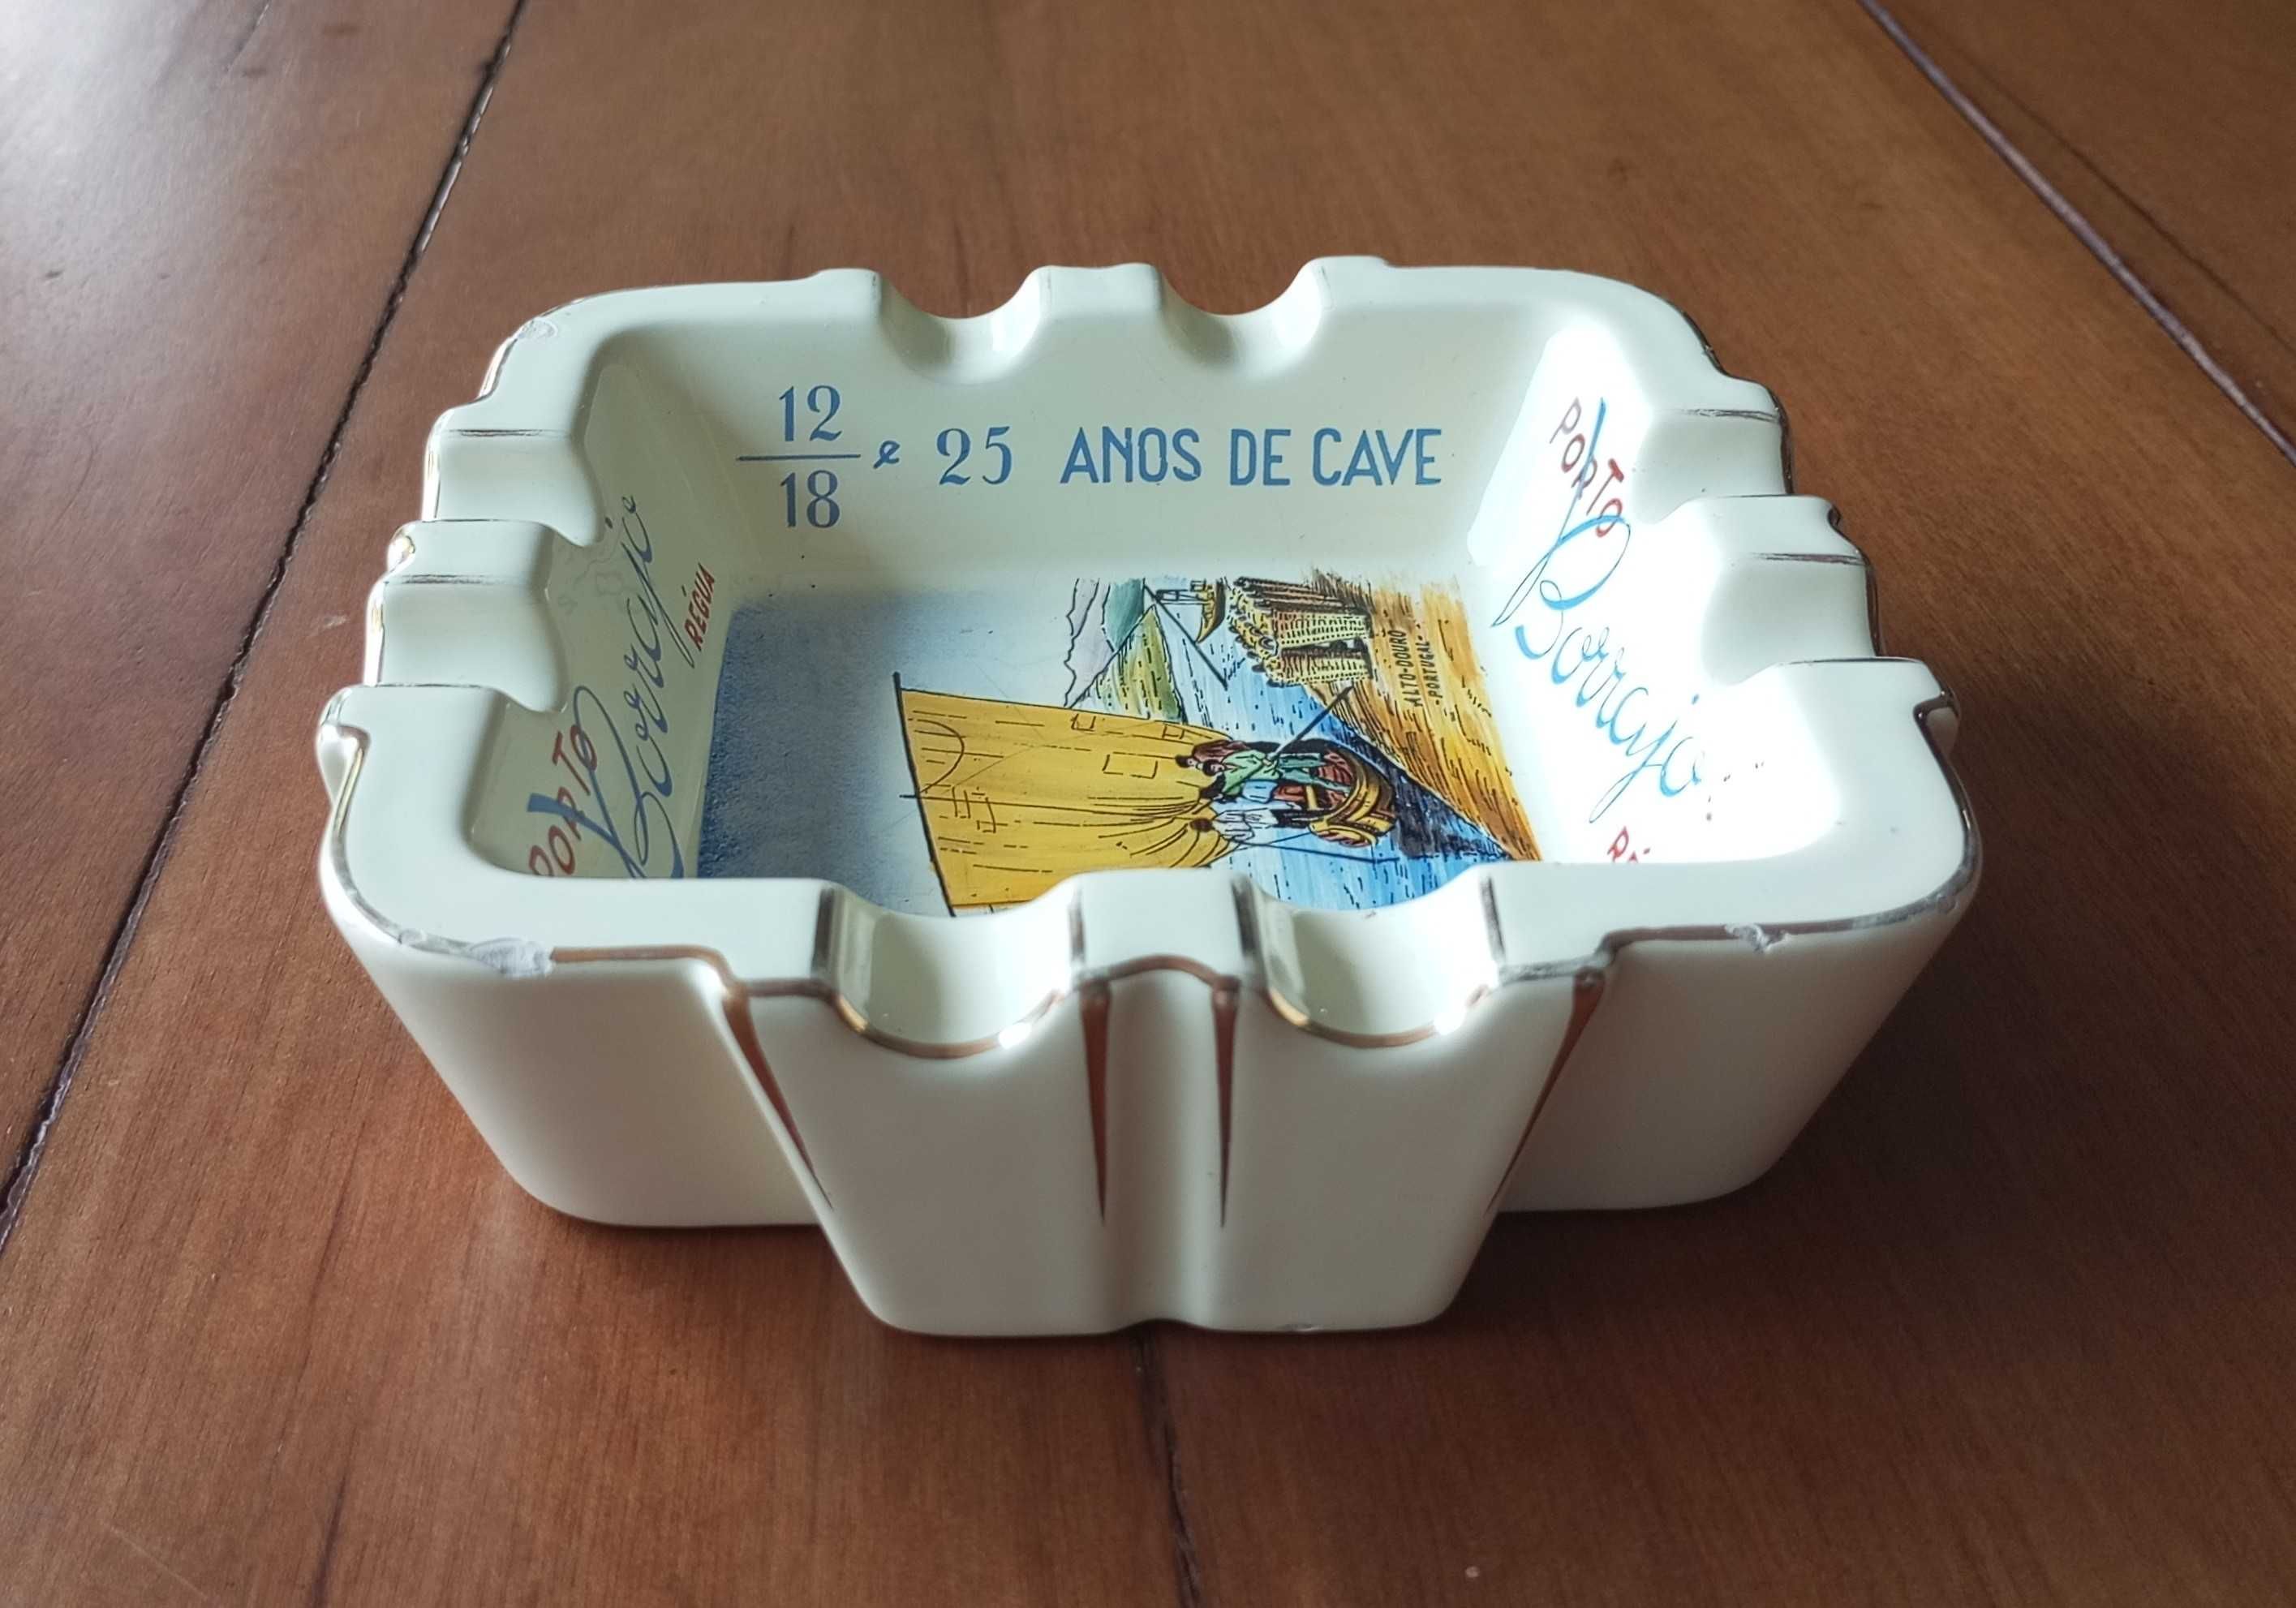 12
18
e 25 ANOS DE CAVE
PORTO
Borrajo
RÉGUA
ALTO-DOURO
-PORTUGAL-
PORTO
Borrajo